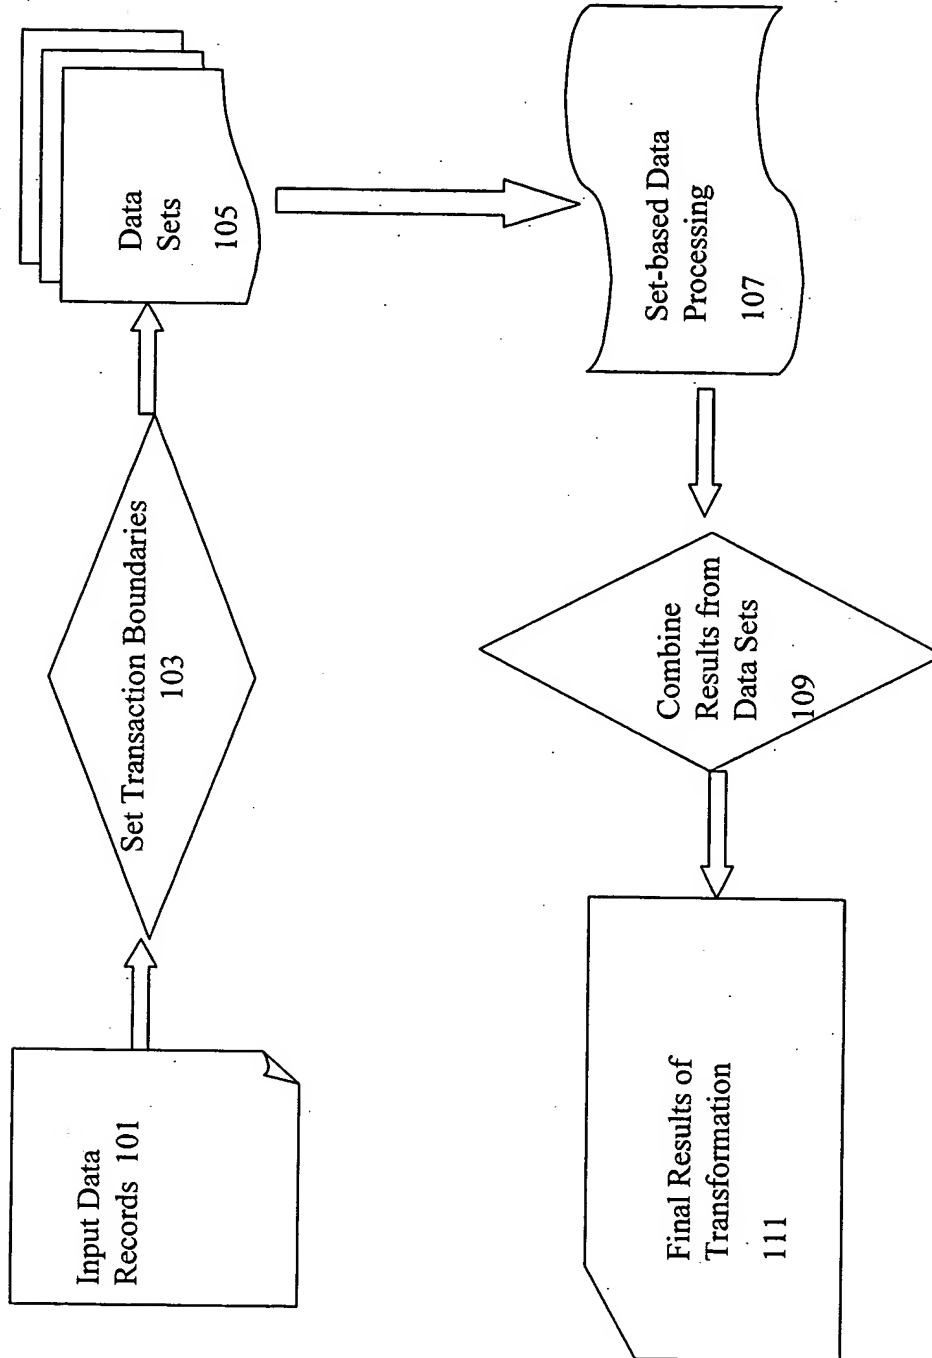 Input Data
Records 101
Set Transaction Boundaries
103
Data
Sets
105
Set-based Data
Processing
107
Combine
Results from
Data Sets
109
Final Results of
Transformation
111